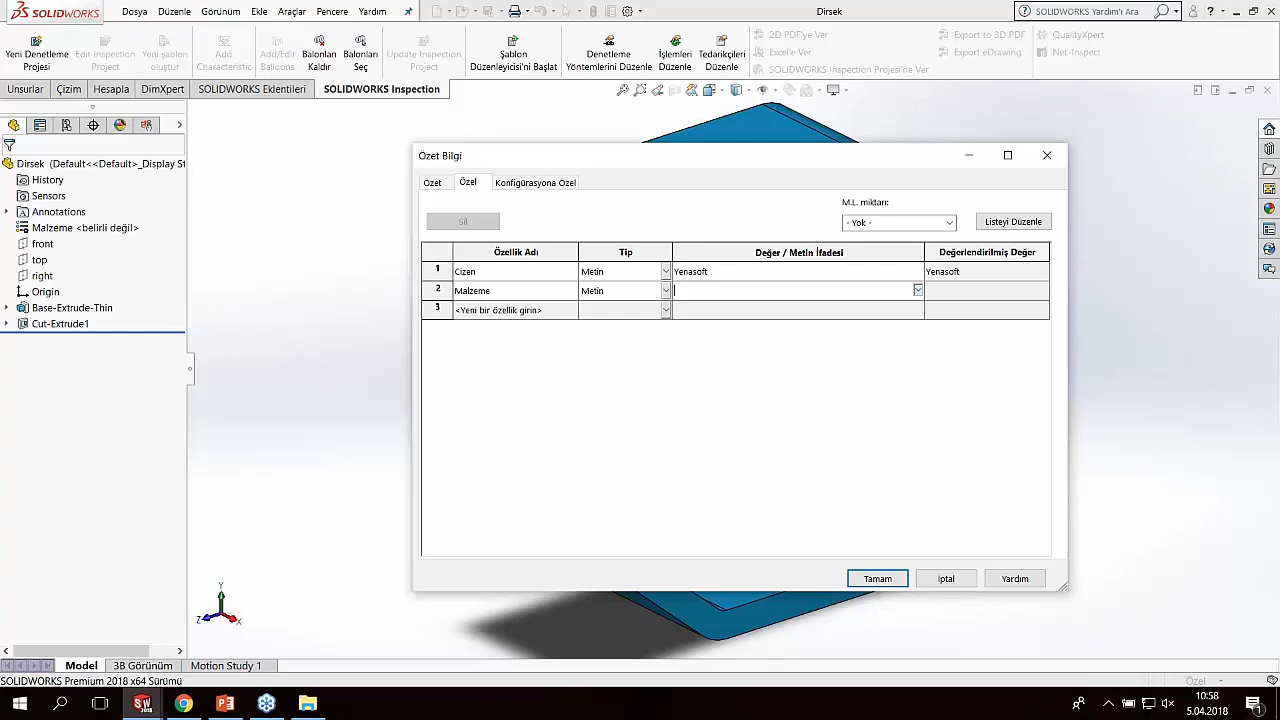 SOLIDWORKS
Dosya Düzenle Görünüm Ekle Araçlar Pencere Yardım
Dirsek
SOLIDWORKS Yardım'ı Ara
Yeni Denetleme Projesi
Edit Inspection Project
Yeni şablon oluştur
Add Characteristic
Add/Edit Balloons
Balonları Kaldır
Balonları Seç
Update Inspection Project
Şablon Düzenleyicisi'ni Başlat
Denetleme Yöntemlerini Düzenle
İşlemleri Düzenle
Tedarikçileri Düzenle
2D PDF'ye Ver
Excel'e Ver
SOLIDWORKS Inspection Projesi'ne Ver
Export to 3D PDF
Export eDrawing
QualityXpert
Net-Inspect
Unsurlar Çizim Hesapla DimXpert SOLIDWORKS Eklentileri SOLIDWORKS Inspection
Dirsek (Default<<Default>_Display St
History
Sensors
Annotations
Malzeme <belirli değil>
front
top
right
Origin
Base-Extrude-Thin
Cut-Extrude1
Özet Bilgi
Özet Özel Konfigürasyona Özel
M.L. miktarı:
Sil
- Yok -
Listeyi Düzenle
Özellik Adı Tip Değer / Metin İfadesi Değerlendirilmiş Değer
1 Cizen Metin Yenasoft Yenasoft
2 Malzeme Metin
3 <Yeni bir özellik girin>
Tamam İptal Yardım
Y
Z X
Model 3B Görünüm Motion Study 1
SOLIDWORKS Premium 2018 x64 Sürümü
Özel
SW
2018
10:58
5.04.2018
1